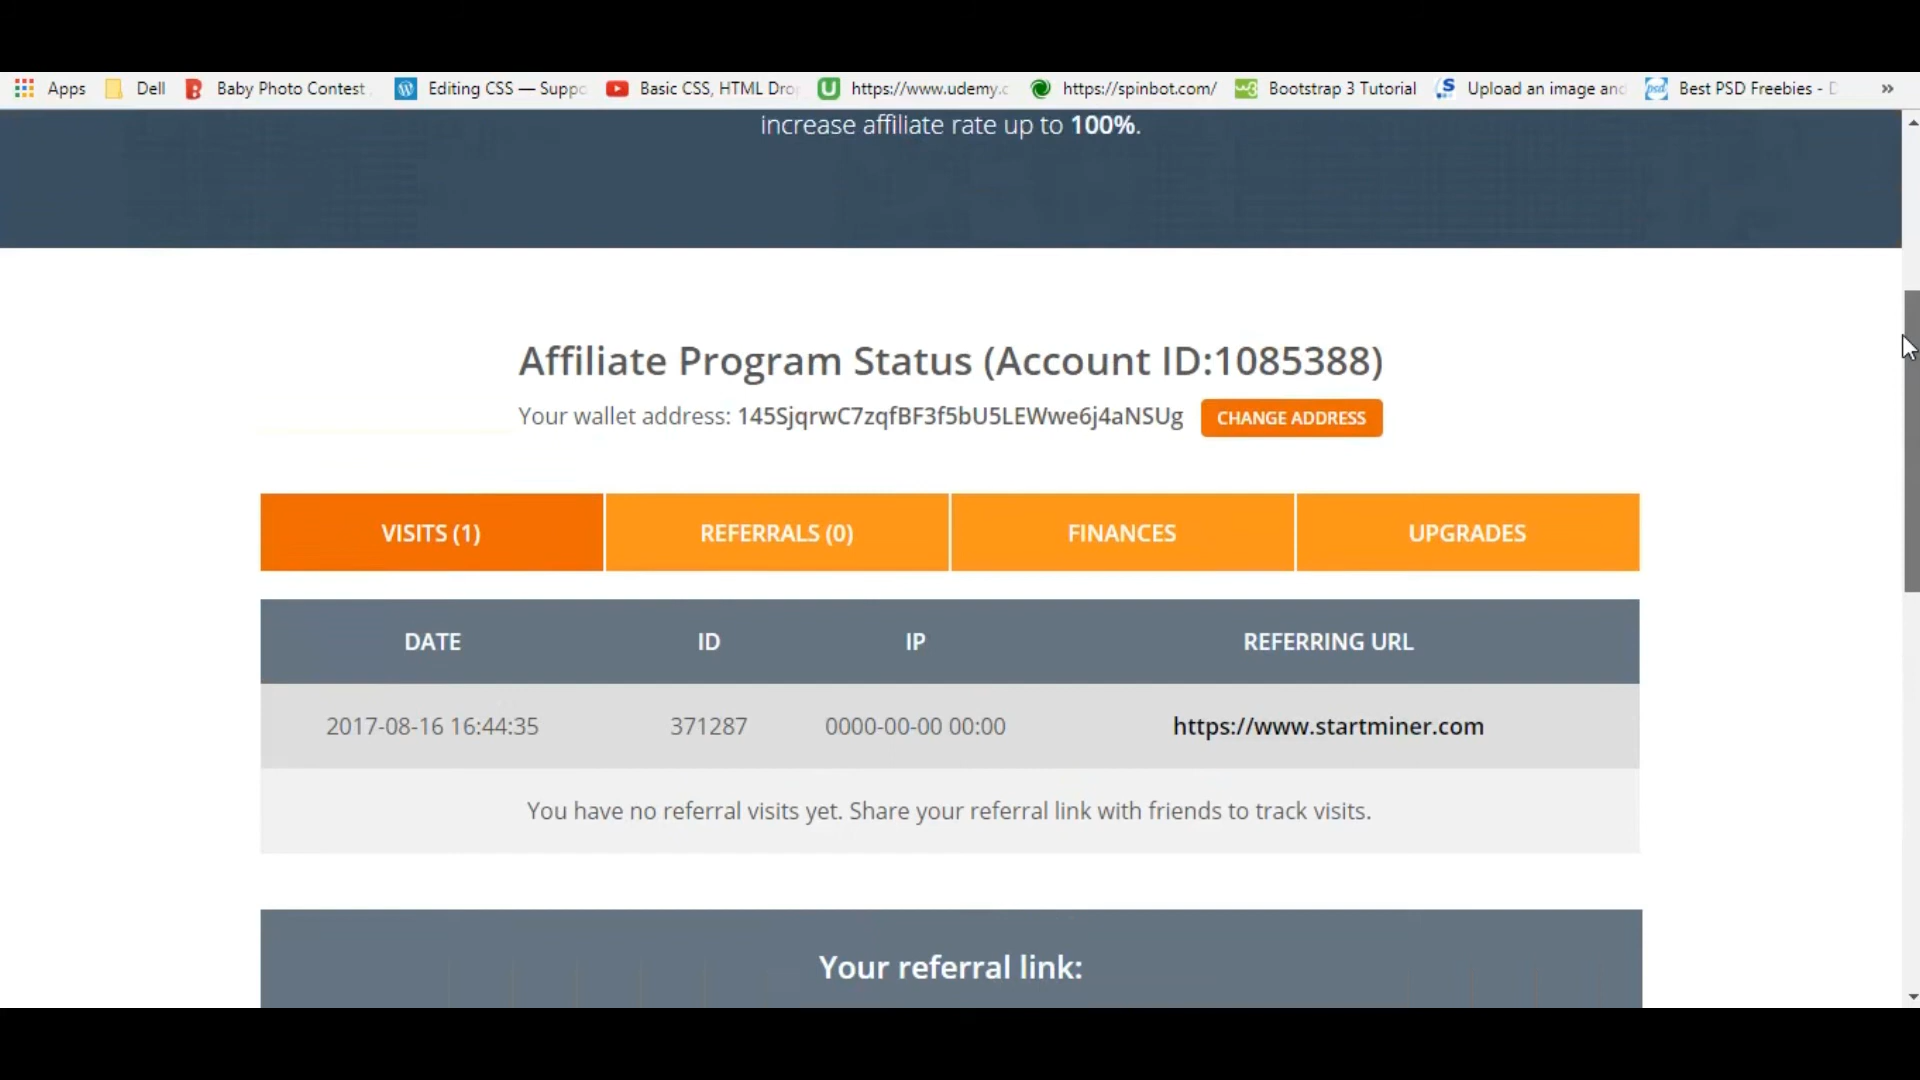 Apps Dell Baby Photo Contest Editing CSS — Suppo Basic CSS, HTML Dro https://www.udemy.c https://spinbot.com/ Bootstrap 3 Tutorial Upload an image and Best PSD Freebies - D »
increase affiliate rate up to 100%.
Affiliate Program Status (Account ID:1085388)
Your wallet address: 145SjqrwC7zqfBF3f5bU5LEWwe6j4aNSUg CHANGE ADDRESS
VISITS (1) REFERRALS (0) FINANCES UPGRADES
DATE ID IP REFERRING URL
2017-08-16 16:44:35 371287 0000-00-00 00:00 https://www.startminer.com
You have no referral visits yet. Share your referral link with friends to track visits.
Your referral link: